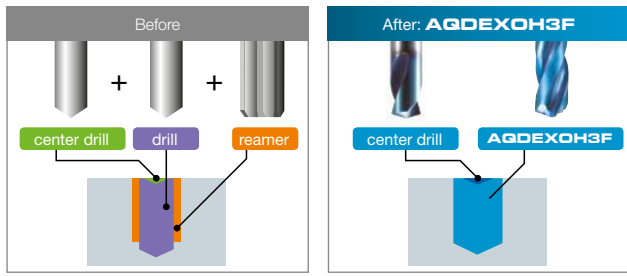 Before
+ +
center drill drill reamer
After: AQDEXOH3F
center drill AQDEXOH3F